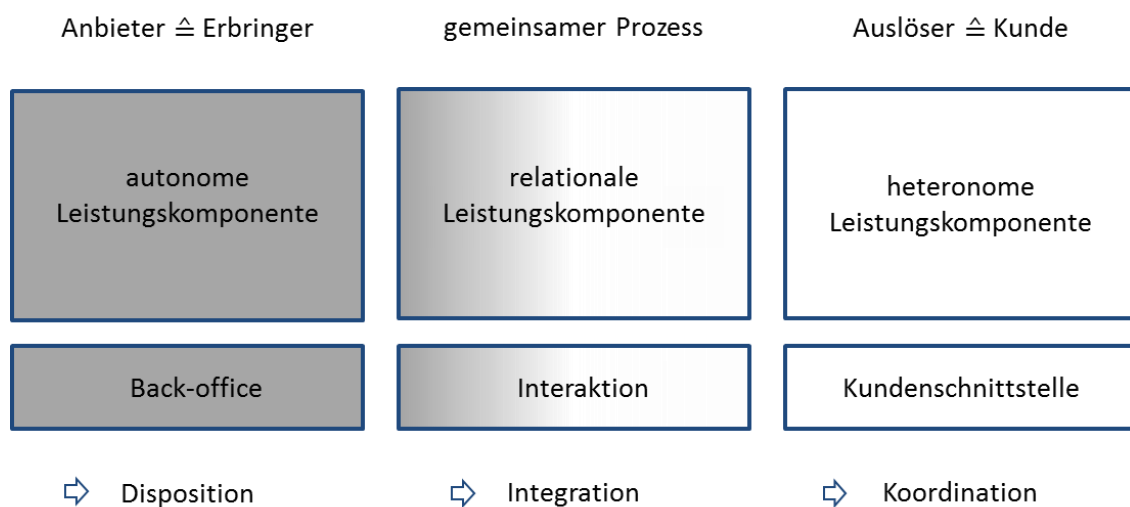 Anbieter ≙ Erbringer
gemeinsamer Prozess
Auslöser ≙ Kunde
autonome
Leistungskomponente
relationale
Leistungskomponente
heteronome
Leistungskomponente
Back-office
Interaktion
Kundenschnittstelle
Disposition
Integration
Koordination